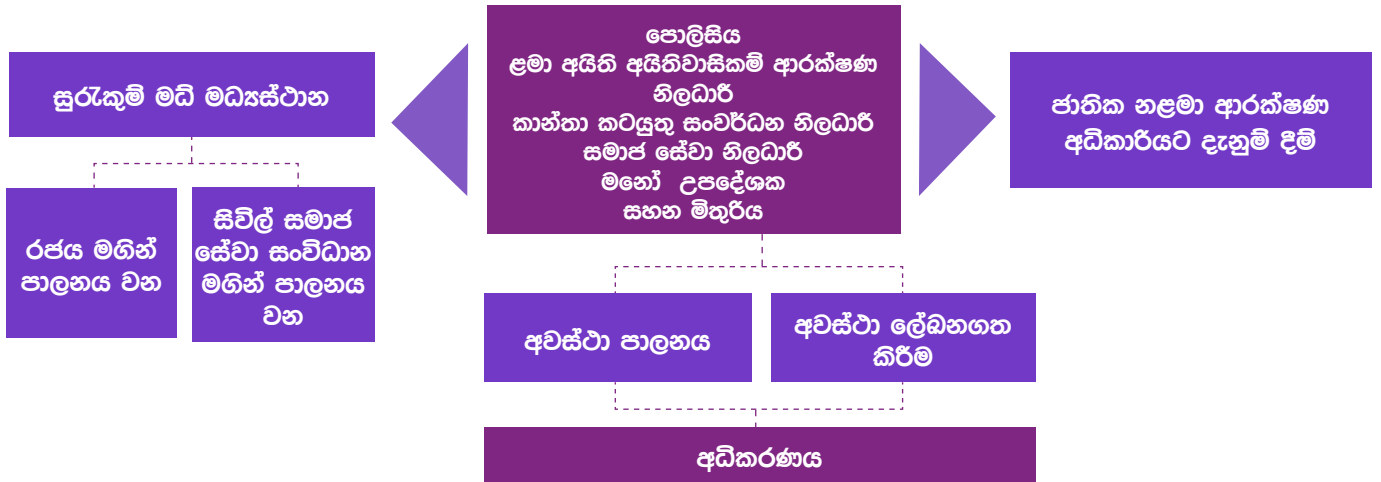 සුරැකුම් මඩ් මධ්‍යස්ථාන
රජය මගින්
පාලනය වන
සිවිල් සමාජ
සේවා සංවිධාන
මගින් පාලනය
වන
පොලිසිය
ළමා අයිති අයිතිවාසිකම් ආරක්ෂණ
නිලධාරී
කාන්තා කටයුතු සංවර්ධන නිලධාරී
සමාජ සේවා නිලධාරී
මනෝ උපදේශක
සහන මිතුරිය
අවස්ථා පාලනය
අවස්ථා ලේඛනගත
කිරීම
අධිකරණය
ජාතික නළමා ආරක්ෂණ
අධිකාරියට දැනුම් දීම්